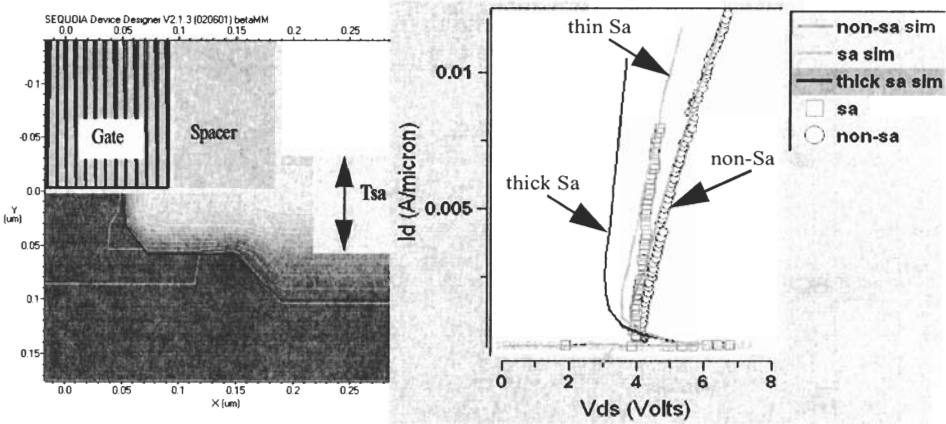 SEQUOIA Device Designer V2.1.3 (020601) betaMM
0.0 0.05 0.1 0.15 0.2 0.25
-0.1
-0.05
0.0
0.05
0.1
0.15
Y
(um)
Gate
Spacer
Tsa
0.0 0.05 0.1 0.15 0.2 0.25
X (um)
Id (A/micron)
0.01
0.005
thin Sa
thick Sa
non-Sa
0 2 4 6 8
Vds (Volts)
non-sa sim
sa sim
thick sa sim
sa
non-sa